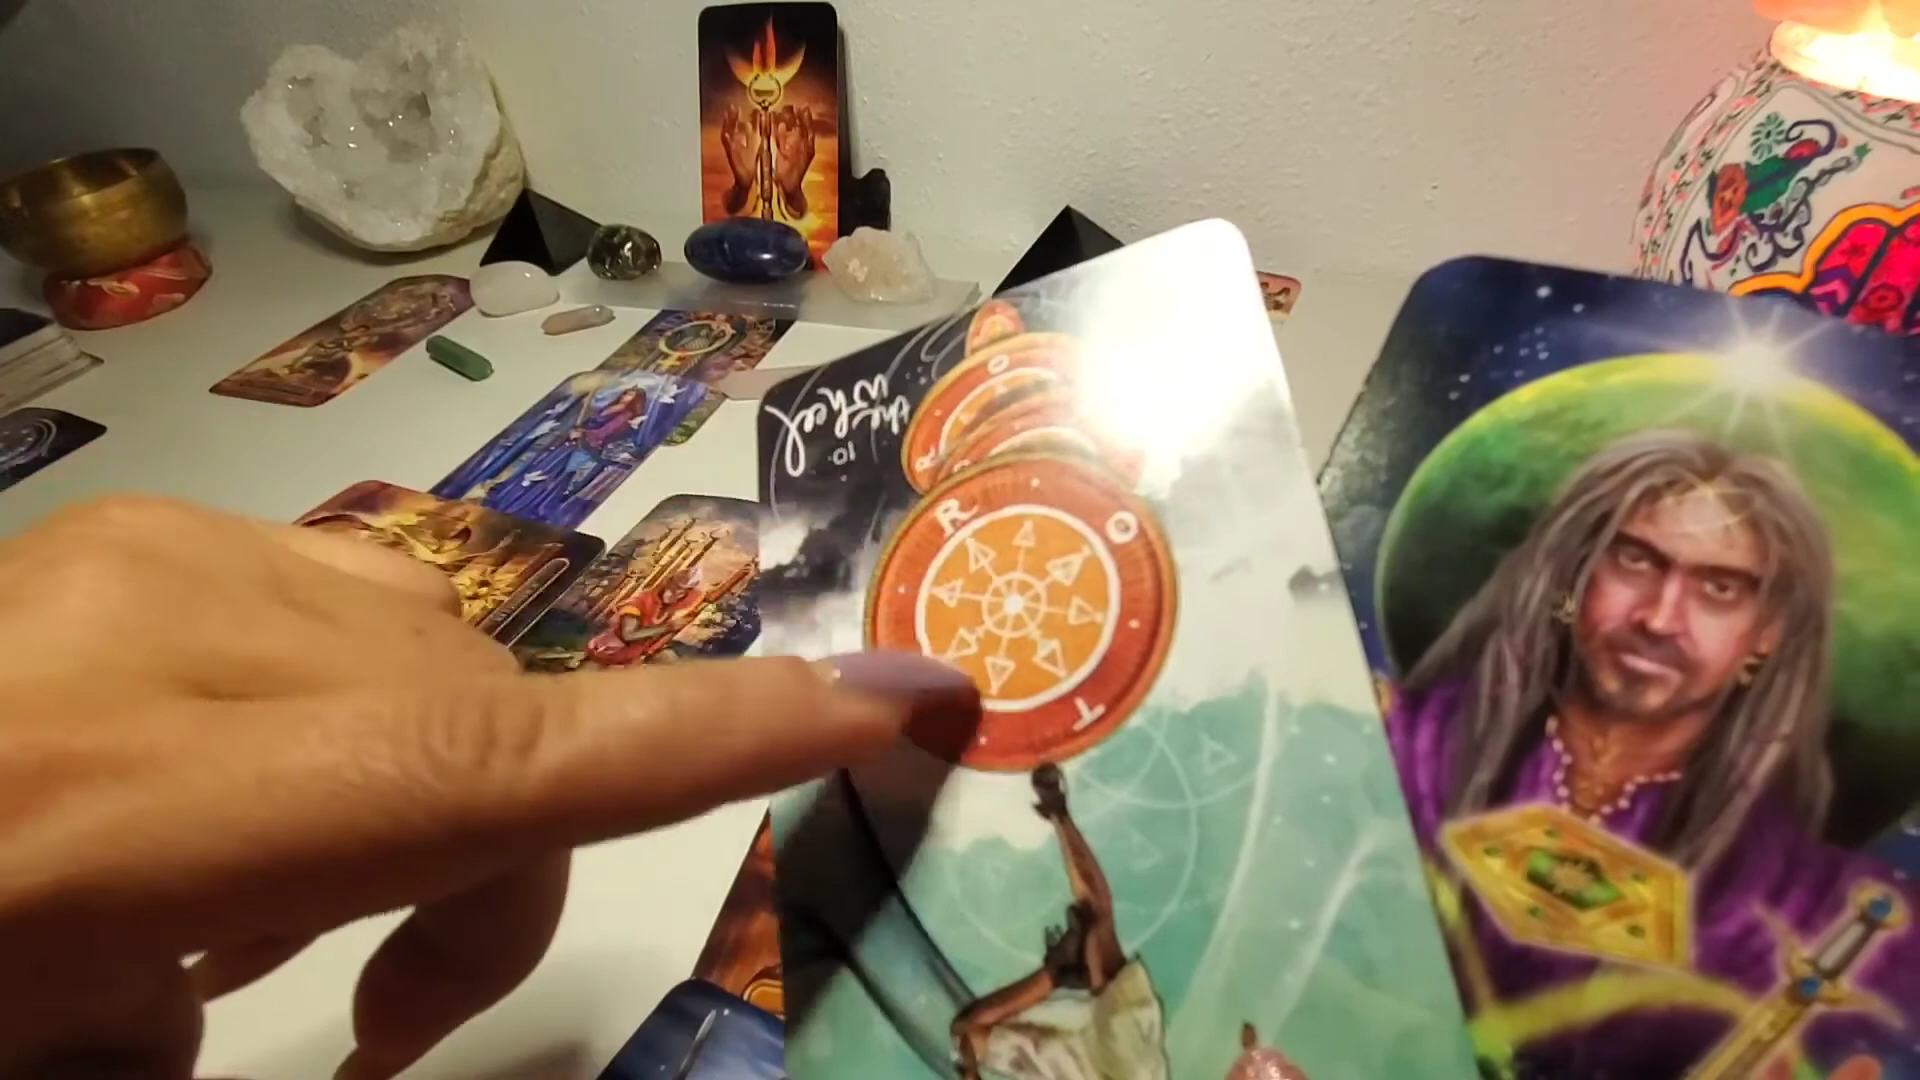 the
Wheel
10.
R O T
O
R